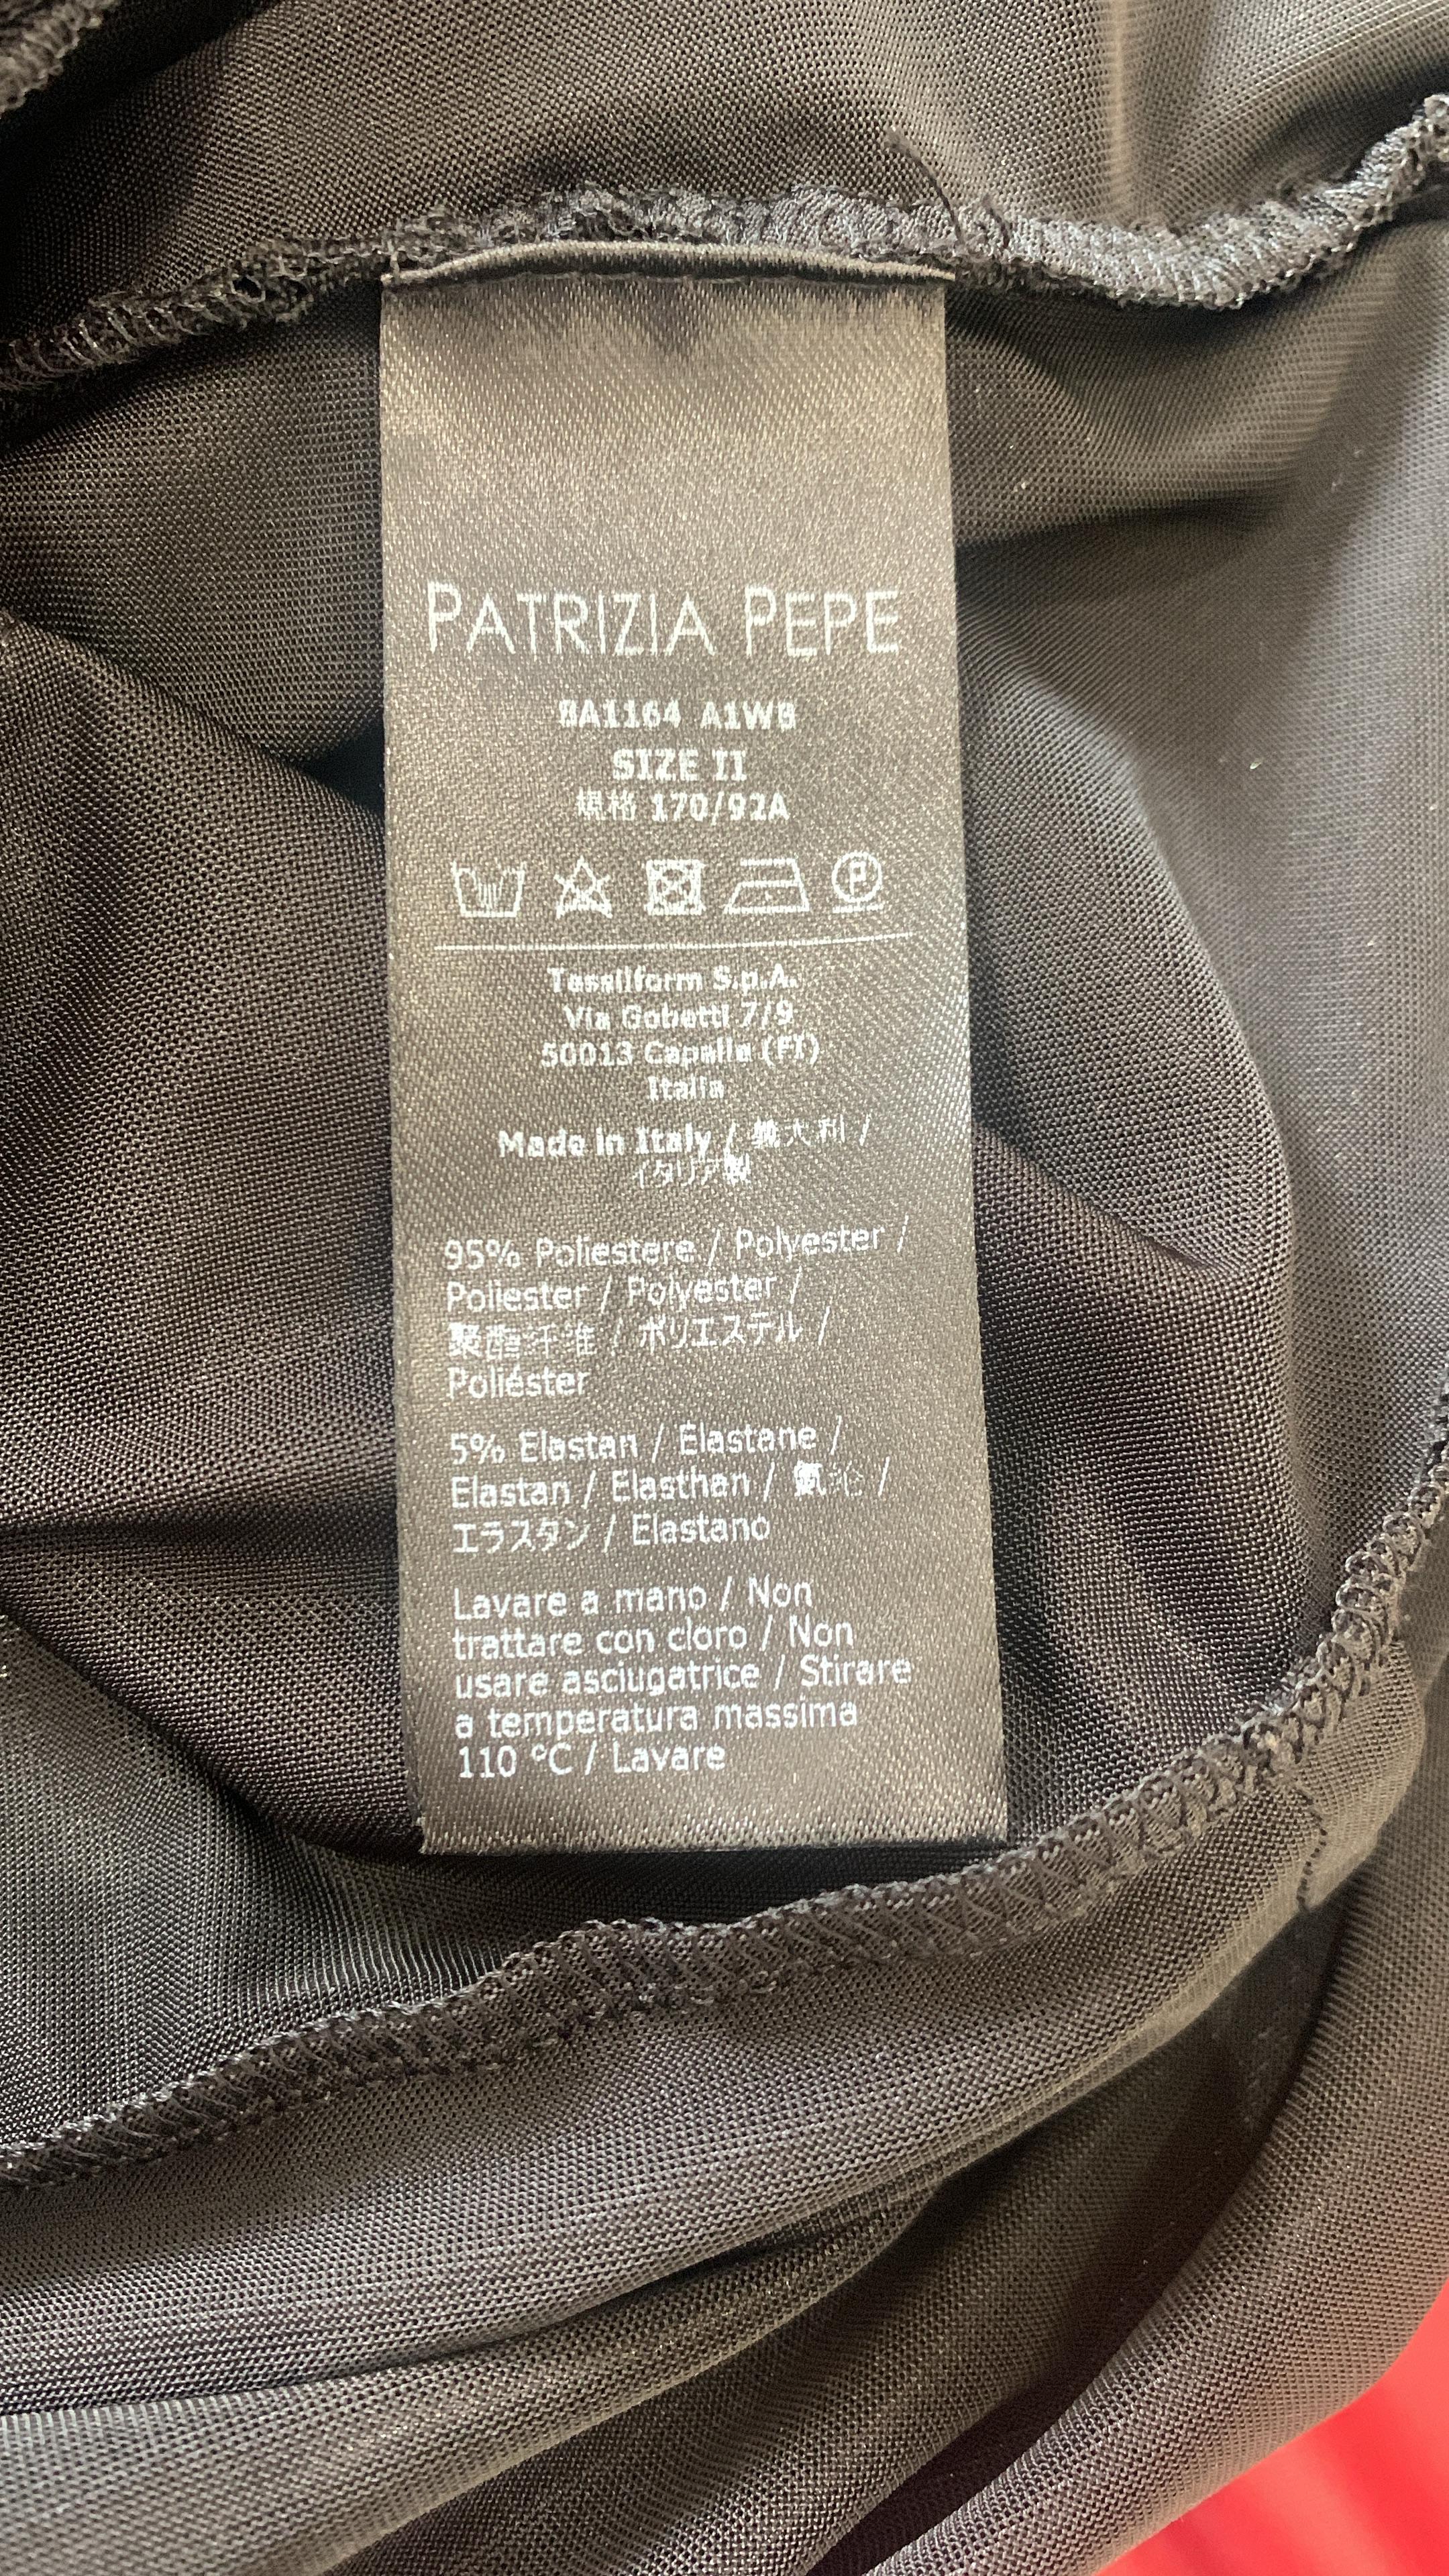 PATRIZIA PEPE
8A1164 A1WB
SIZE II
規格 170/92A
P
Tessilform S.p.A.
Via Gobetti 7/9
50013 Capalle (FI)
Italia
Made in Italy / 義大利 /
イタリア製
95% Poliestere / Polyester /
Poliester / Polyester /
聚酯纤维 / ポリエステル /
Poliéster
5% Elastan / Elastane /
Elastan / Elasthan / 氨纶 /
エラスタン / Elastano
Lavare a mano / Non
trattare con cloro / Non
usare asciugatrice / Stirare
a temperatura massima
110 °C / Lavare